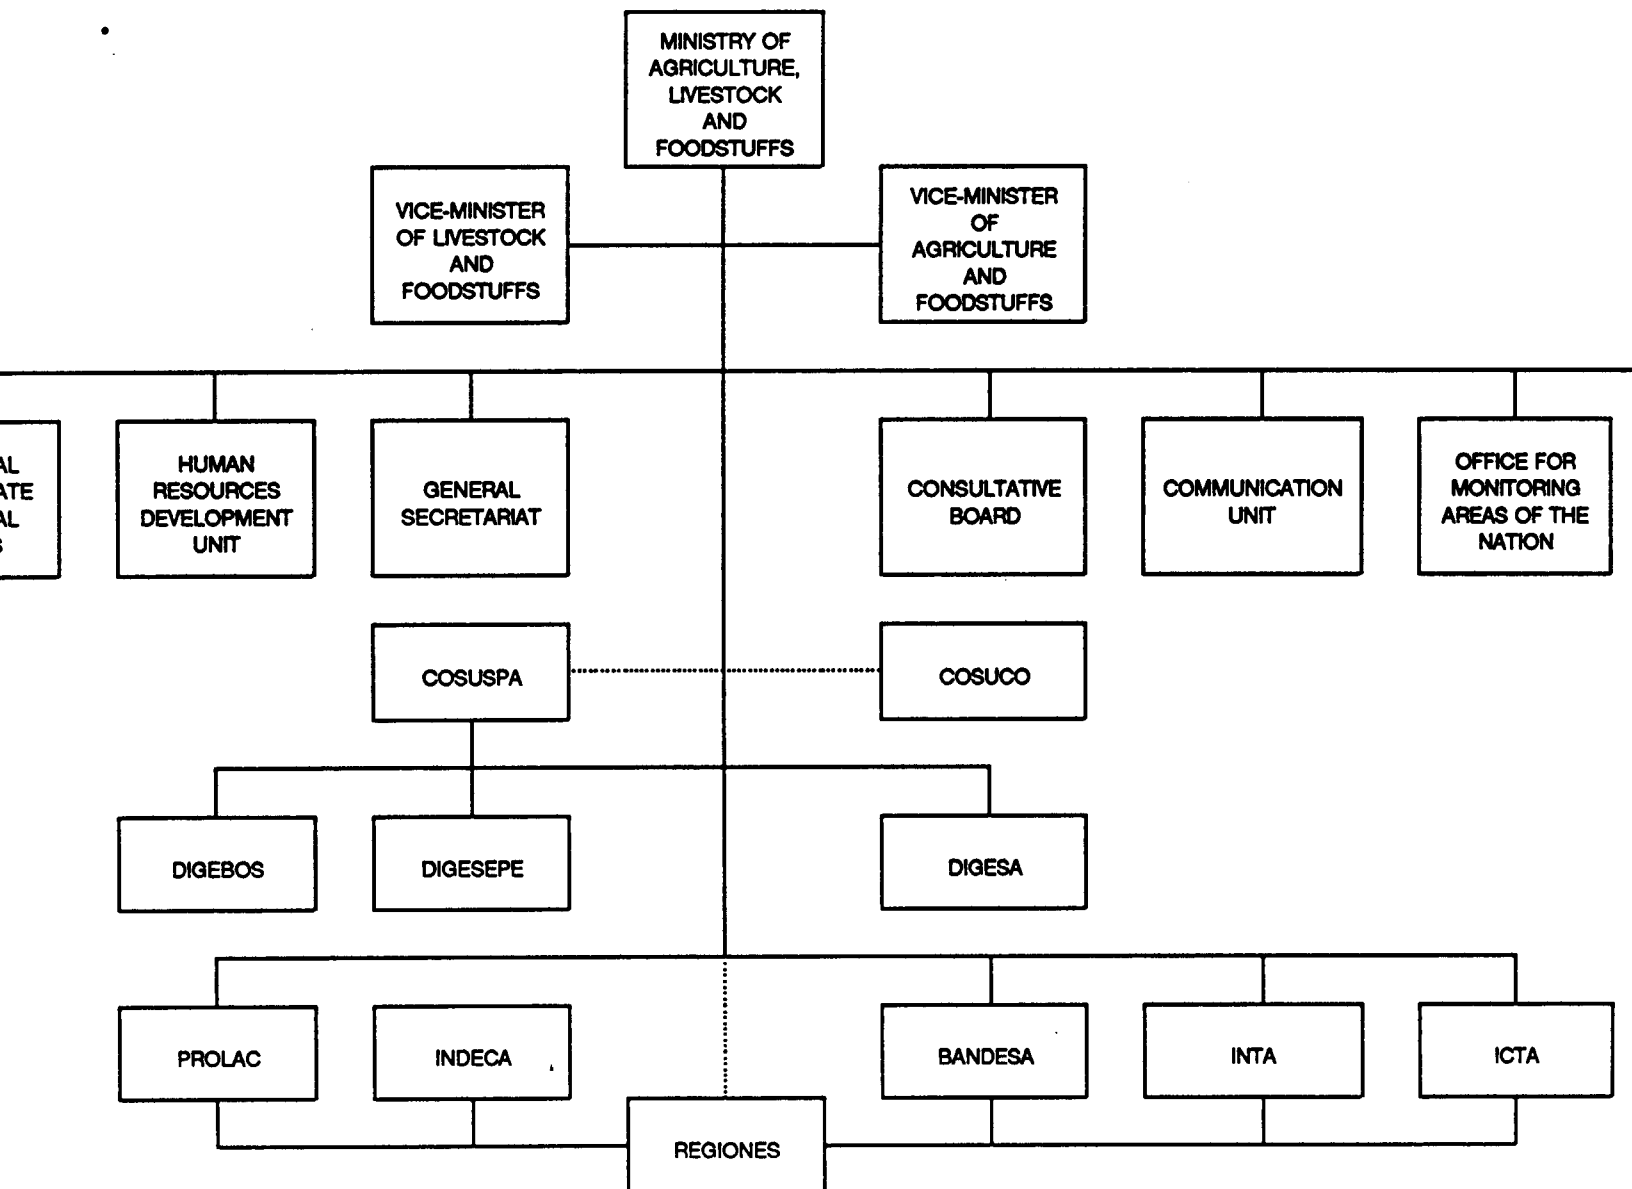 MINISTRY OF
AGRICULTURE,
LIVESTOCK
AND
FOODSTUFFS
VICE-MINISTER
OF LIVESTOCK
AND
FOODSTUFFS
VICE-MINISTER
OF
AGRICULTURE
AND
FOODSTUFFS
HUMAN
RESOURCES
DEVELOPMENT
UNIT
GENERAL
SECRETARIAT
CONSULTATIVE
BOARD
COMMUNICATION
UNIT
OFFICE FOR
MONITORING
AREAS OF THE
NATION
COSUSPA
COSUCO
DIGEBOS
DIGESEPE
DIGESA
PROLAC
INDECA
BANDESA
INTA
ICTA
REGIONES